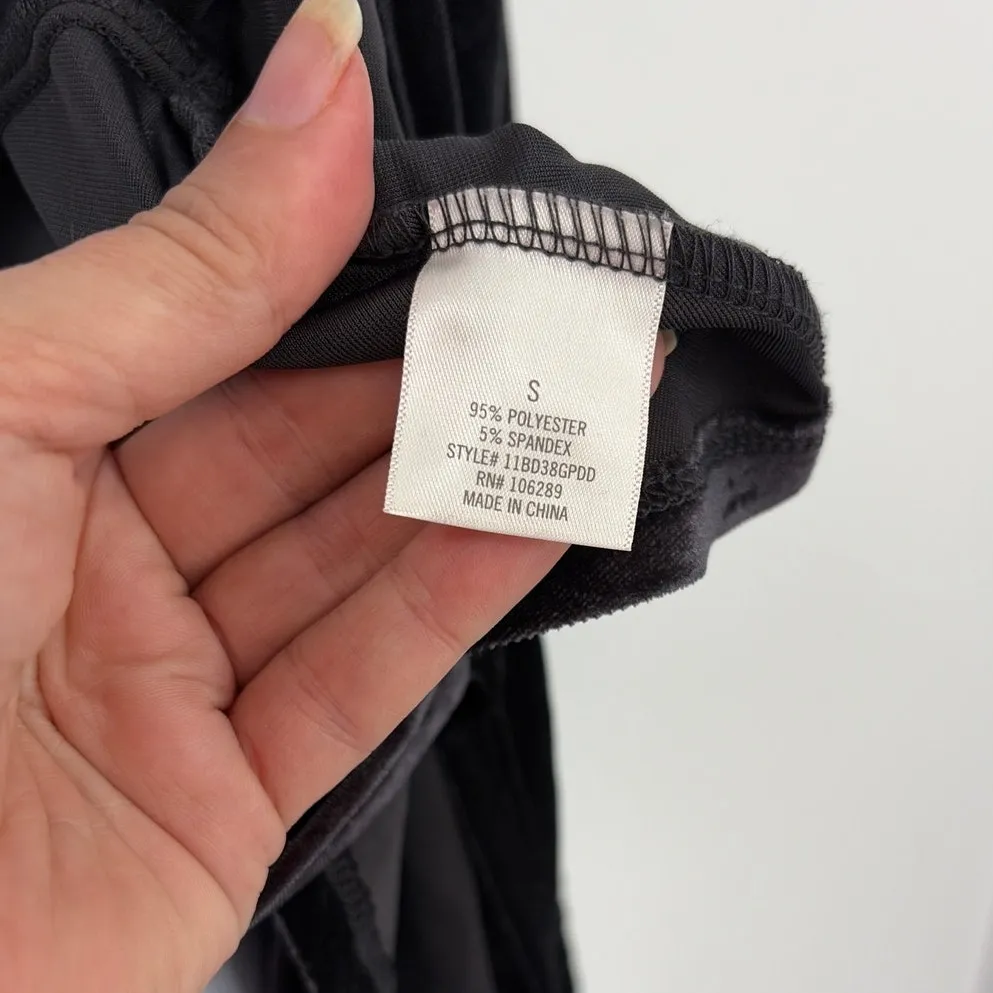 S
95% POLYESTER
5% SPANDEX
STYLE# 11BD38GPDD
RN# 106289
MADE IN CHINA